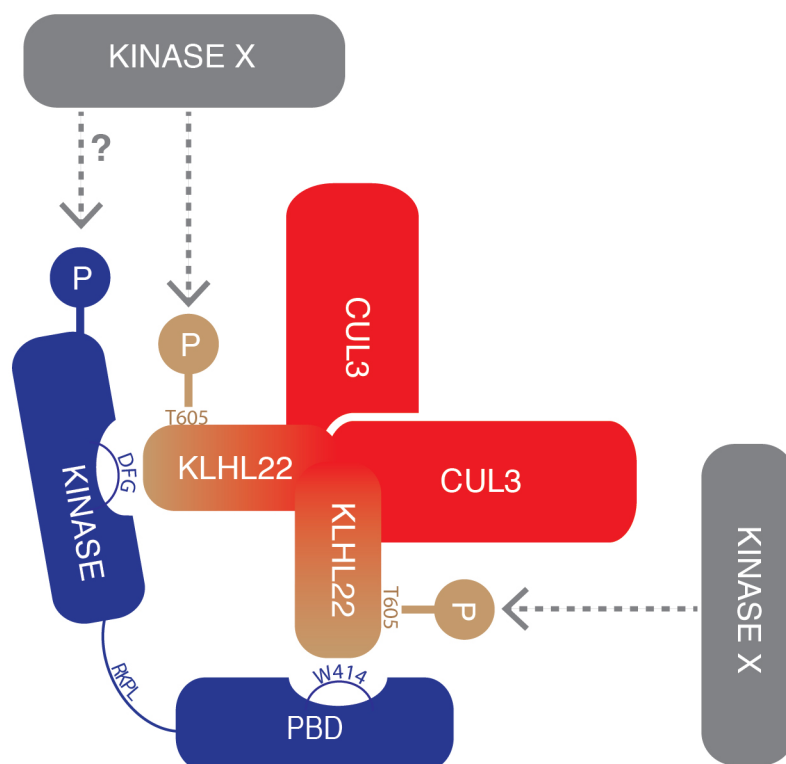 KINASE X
?
P
P
T605
CUL3
KLHL22
CUL3
DFG
KINASE
KLHL22
T605
P
KINASE X
W414
RKPL
PBD